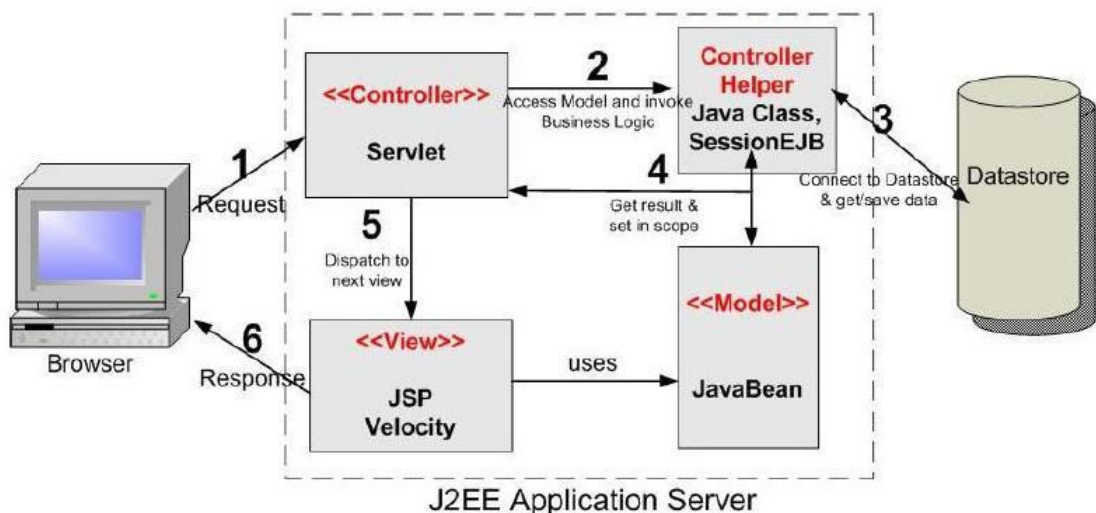 <<Controller>>
Servlet
2
Access Model and invoke
Business Logic
Controller
Helper
Java Class,
SessionEJB
3
Connect to Datastore
& get/save data
Datastore
1
Request
4
Get result &
set in scope
5
Dispatch to
next view
<<View>>
JSP
Velocity
uses
<<Model>>
JavaBean
6
Response
Browser
J2EE Application Server